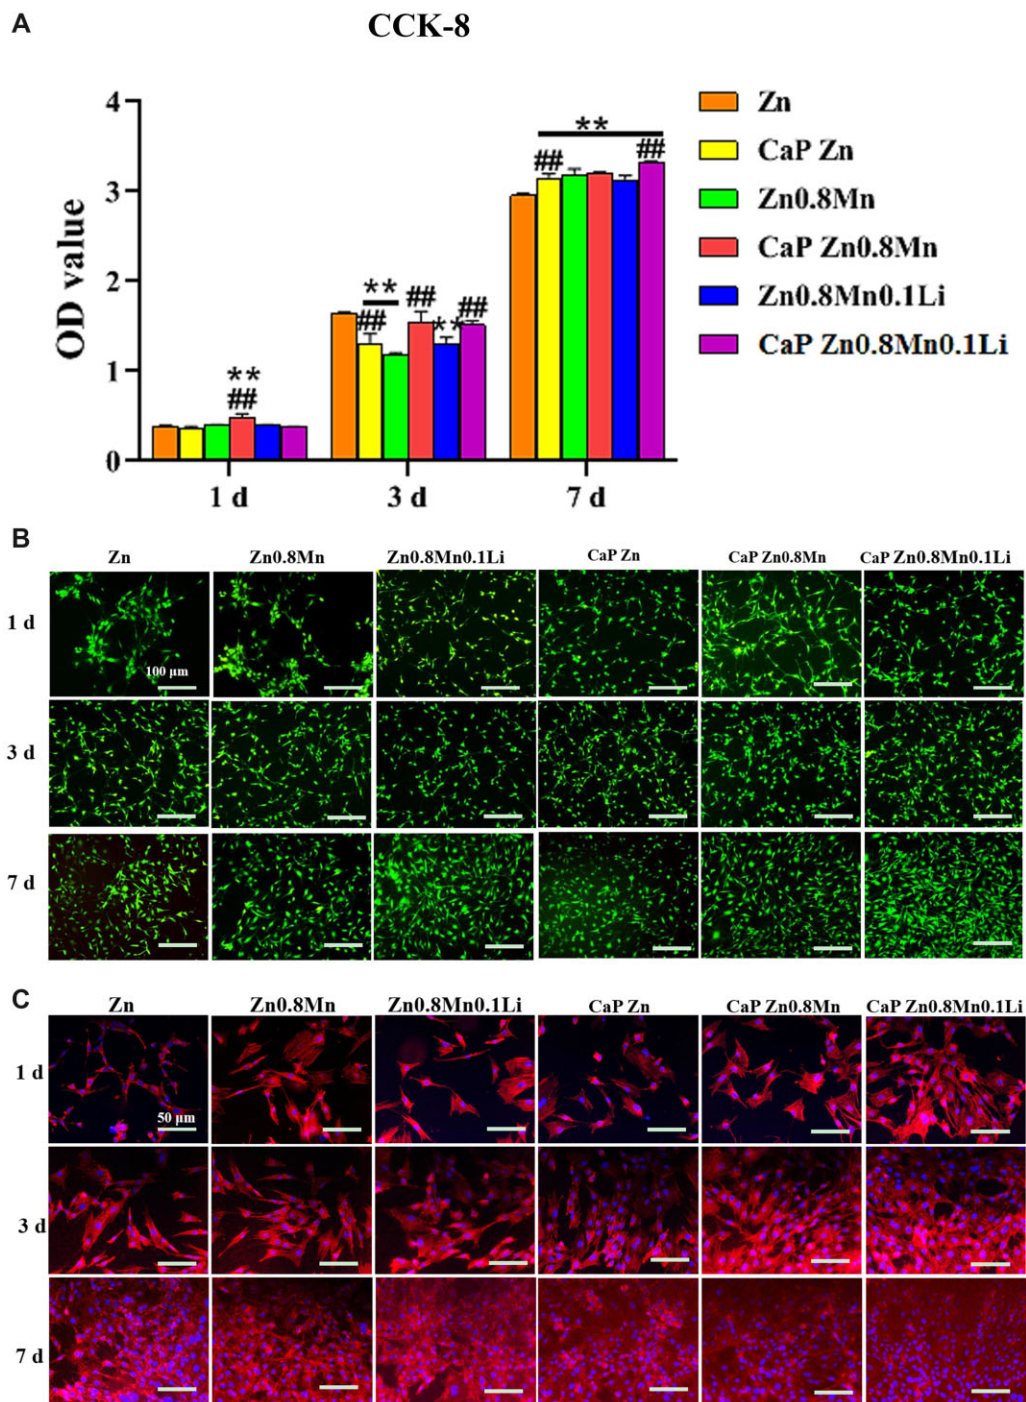 A
CCK-8
OD value
4
3
2
1
0
**
##
**
##
##
**
##
**
##
##
1 d
3 d
7 d
Zn
CaP Zn
Zn0.8Mn
CaP Zn0.8Mn
Zn0.8Mn0.1Li
CaP Zn0.8Mn0.1Li
B
Zn Zn0.8Mn Zn0.8Mn0.1Li CaP Zn CaP Zn0.8Mn CaP Zn0.8Mn0.1Li
1 d
100 μm
3 d
7 d
C
Zn Zn0.8Mn Zn0.8Mn0.1Li CaP Zn CaP Zn0.8Mn CaP Zn0.8Mn0.1Li
1 d
50 μm
3 d
7 d